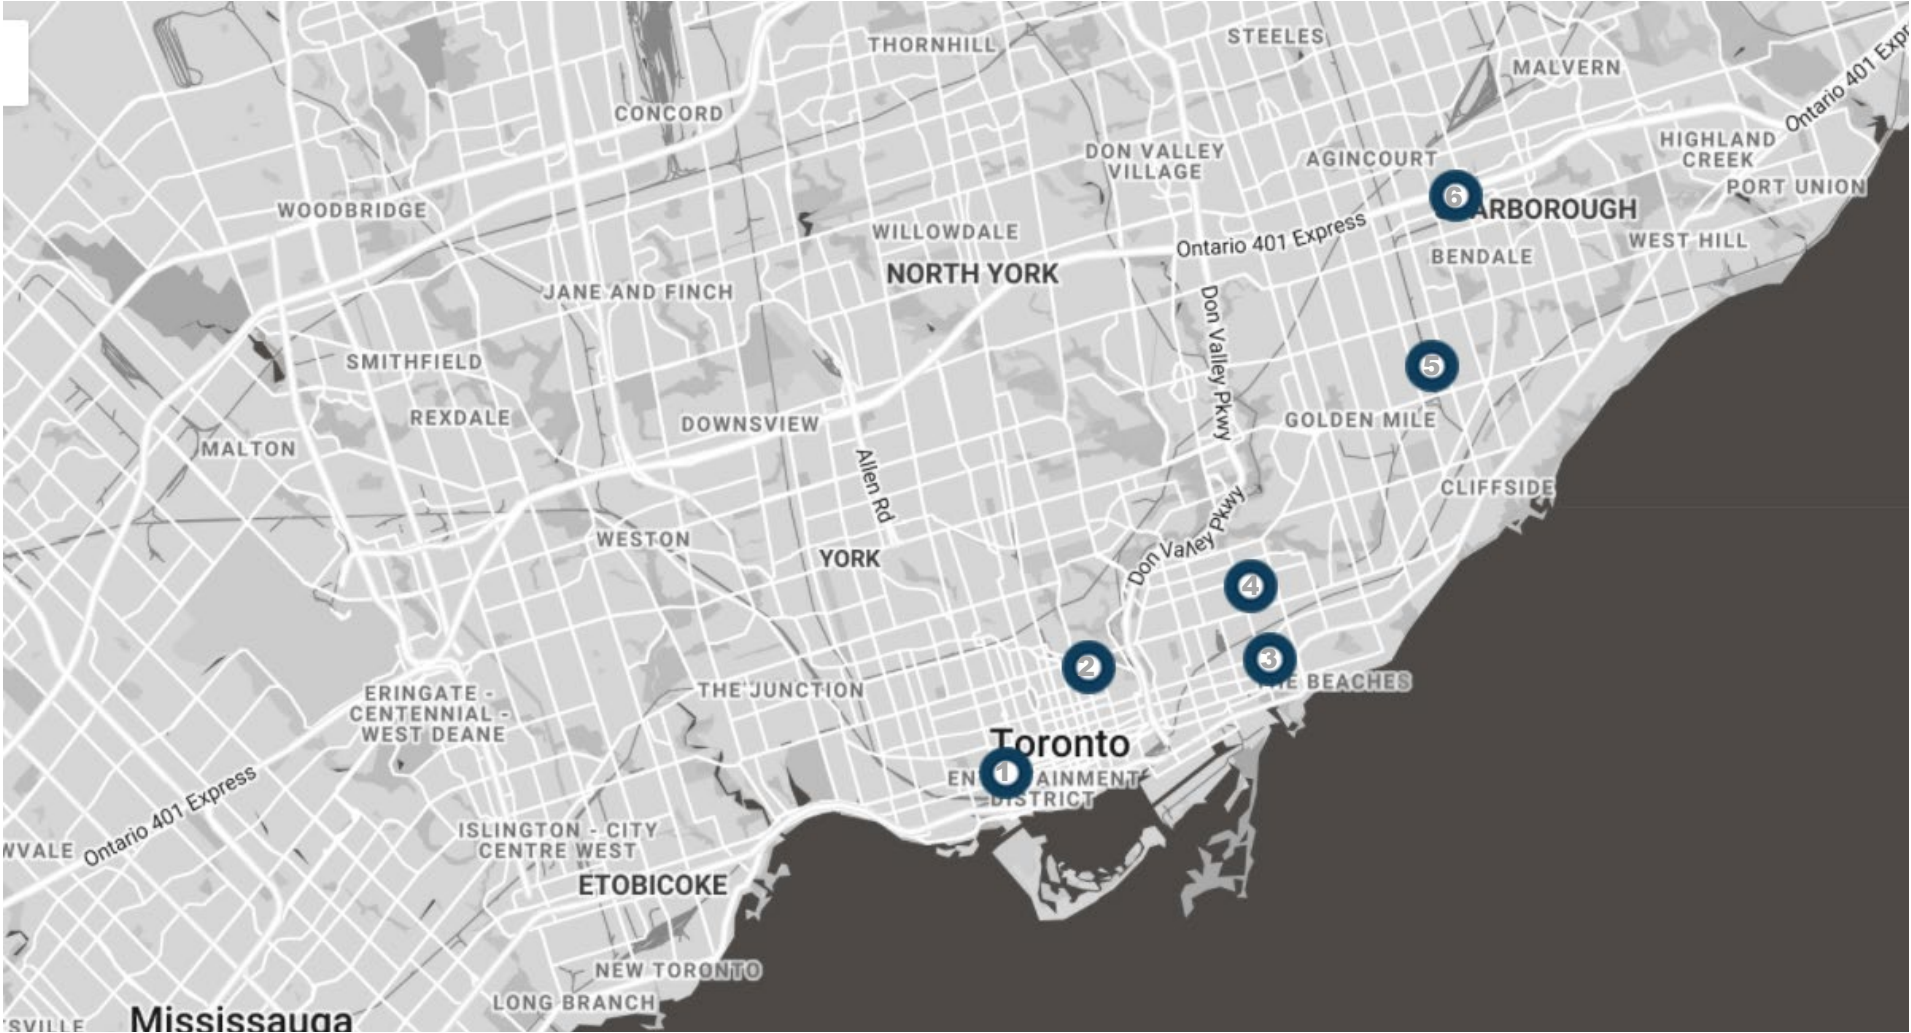 THORNHILL
STEELES
MALVERN
Ontario 401 Expr
CONCORD
DON VALLEY
VILLAGE
AGINCOURT
HIGHLAND
CREEK
PORT UNION
6
ARBOROUGH
WOODBRIDGE
WILLOWDALE
Ontario 401 Express
WEST HILL
BENDALE
NORTH YORK
JANE AND FINCH
Don Valley Pkwy
SMITHFIELD
5
REXDALE
DOWNSVIEW
GOLDEN MILE
MALTON
Allen Rd
CLIFFSIDE
WESTON
YORK
Don Valley Pkwy
4
2
3
THE JUNCTION
E BEACHES
ERINGATE -
CENTENNIAL -
WEST DEANE
Toronto
1
EN AINMENT
DISTRICT
Ontario 401 Express
ISLINGTON - CITY
CENTRE WEST
WVALE
ETOBICOKE
NEW TORONTO
LONG BRANCH
Mississauga
SVILLE